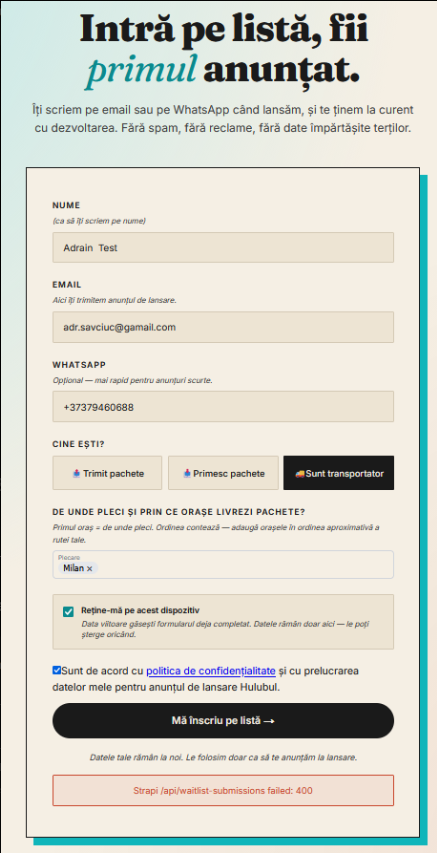 Intră pe listă, fii
primul anunțat.
Îți scriem pe email sau pe WhatsApp când lansăm, și te ținem la curent
cu dezvoltarea. Fără spam, fără reclame, fără date împărtășite terților.
NUME
(ca să îți scriem pe nume)
Adrain Test
EMAIL
Aici îți trimitem anunțul de lansare.
adr.savciuc@gamail.com
WHATSAPP
Opțional — mai rapid pentru anunțuri scurte.
+37379460688
CINE EȘTI?
Trimit pachete
Primesc pachete
Sunt transportator
DE UNDE PLECI ȘI PRIN CE ORAȘE LIVREZI PACHETE?
Primul oraș = de unde pleci. Ordinea contează — adaugă orașele în ordinea aproximativă a
rutei tale.
Plecare
Milan ×
Reține-mă pe acest dispozitiv
Data viitoare găsești formularul deja completat. Datele rămân doar aici — le poți
șterge oricând.
Sunt de acord cu politica de confidențialitate și cu prelucrarea
datelor mele pentru anunțul de lansare Hulubul.
Mă înscriu pe listă →
Datele tale rămân la noi. Le folosim doar ca să te anunțăm la lansare.
Strapi /api/waitlist-submissions failed: 400